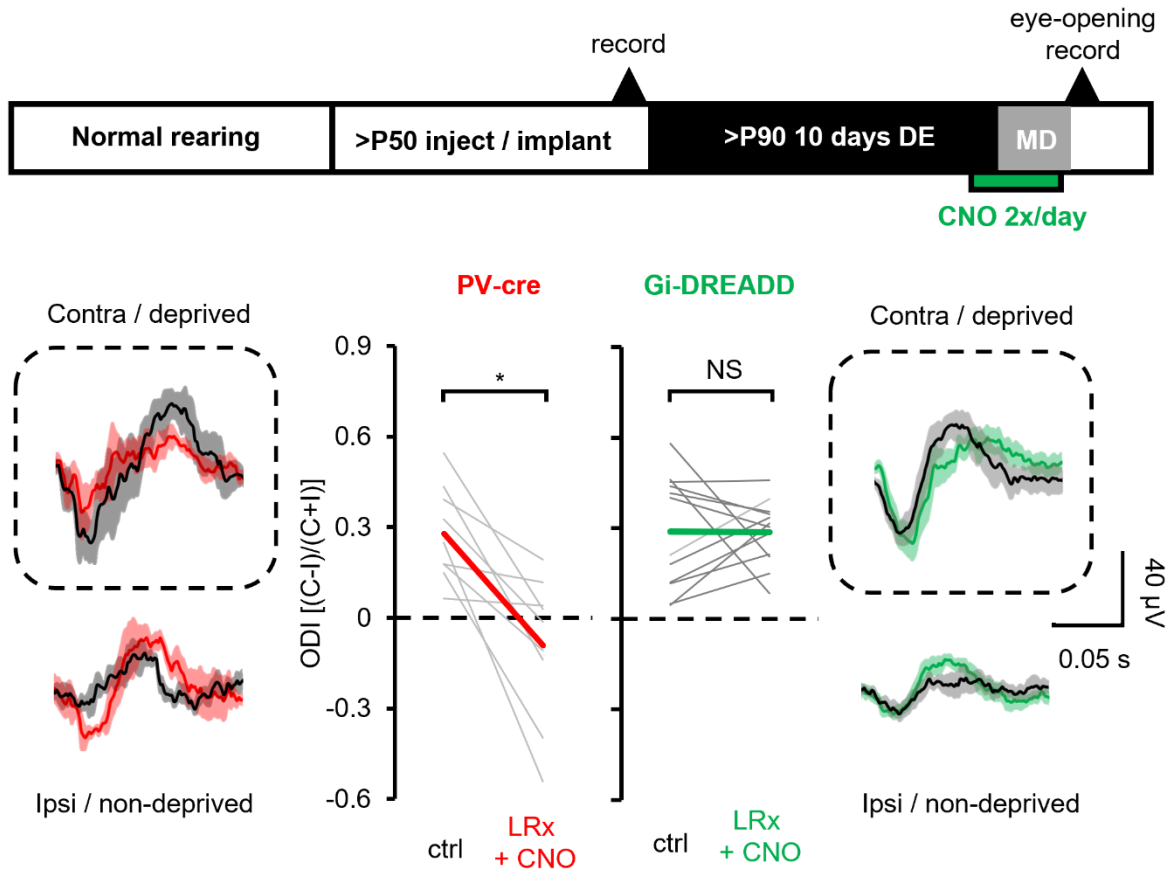 record
eye-opening
record
Normal rearing
>P50 inject / implant
>P90 10 days DE
MD
CNO 2x/day
PV-cre
Gi-DREADD
Contra / deprived
Contra / deprived
0.9
0.6
0.3
0
-0.3
-0.6
ODI [(C-I)/(C+I)]
*
NS
40 µV
0.05 s
Ipsi / non-deprived
Ipsi / non-deprived
ctrl
LRx
+ CNO
ctrl
LRx
+ CNO